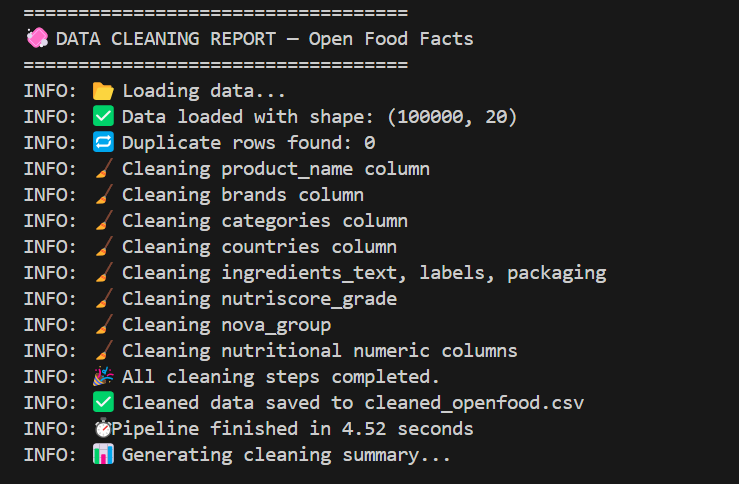 ===================================
🧼 DATA CLEANING REPORT — Open Food Facts
===================================
INFO: 📂 Loading data...
INFO: ✅ Data loaded with shape: (100000, 20)
INFO: 🔁 Duplicate rows found: 0
INFO: 🧹 Cleaning product_name column
INFO: 🧹 Cleaning brands column
INFO: 🧹 Cleaning categories column
INFO: 🧹 Cleaning countries column
INFO: 🧹 Cleaning ingredients_text, labels, packaging
INFO: 🧹 Cleaning nutriscore_grade
INFO: 🧹 Cleaning nova_group
INFO: 🧹 Cleaning nutritional numeric columns
INFO: 🎉 All cleaning steps completed.
INFO: ✅ Cleaned data saved to cleaned_openfood.csv
INFO: ⏱Pipeline finished in 4.52 seconds
INFO: 📊 Generating cleaning summary...